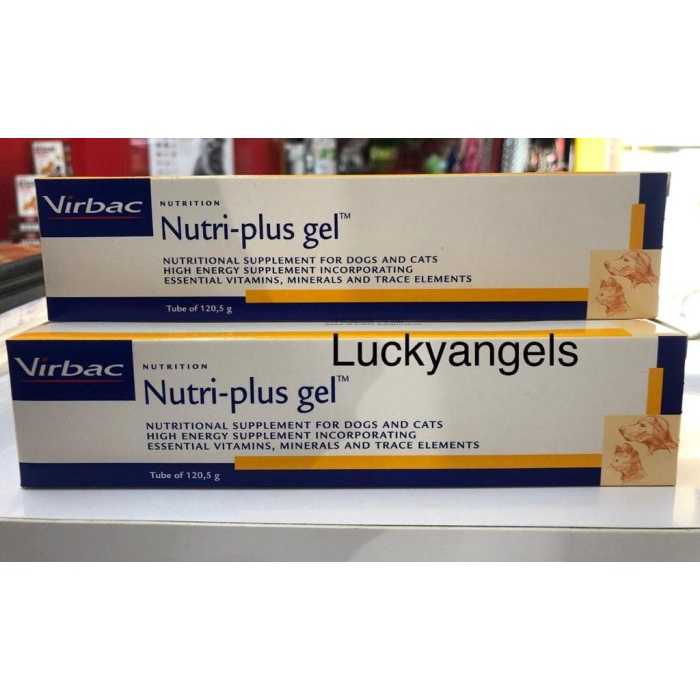 Virbac
NUTRITION
Nutri-plus gel™
NUTRITIONAL SUPPLEMENT FOR DOGS AND CATS
HIGH ENERGY SUPPLEMENT INCORPORATING
ESSENTIAL VITAMINS, MINERALS AND TRACE ELEMENTS
Tube of 120,5 g
Luckyangels
Virbac
NUTRITION
Nutri-plus gel™
NUTRITIONAL SUPPLEMENT FOR DOGS AND CATS
HIGH ENERGY SUPPLEMENT INCORPORATING
ESSENTIAL VITAMINS, MINERALS AND TRACE ELEMENTS
Tube of 120,5 g